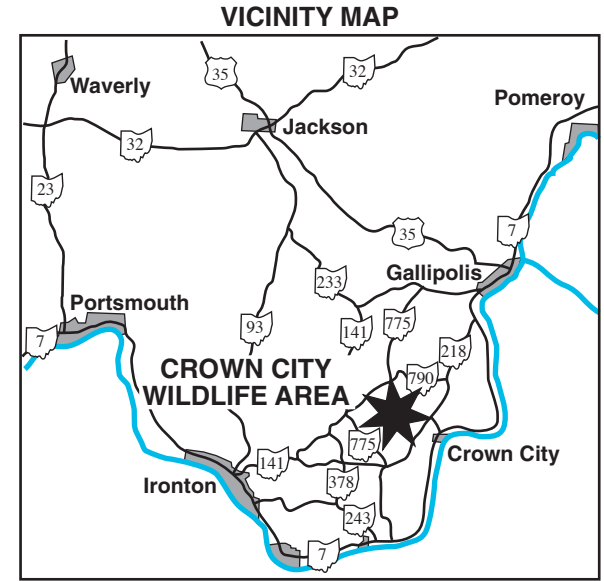 VICINITY MAP
35
32
Waverly
Pomeroy
Jackson
32
23
7
35
Gallipolis
233
Portsmouth
7
93
141
775
218
CROWN CITY
WILDLIFE AREA
790
775
Crown City
141
Ironton
378
243
7